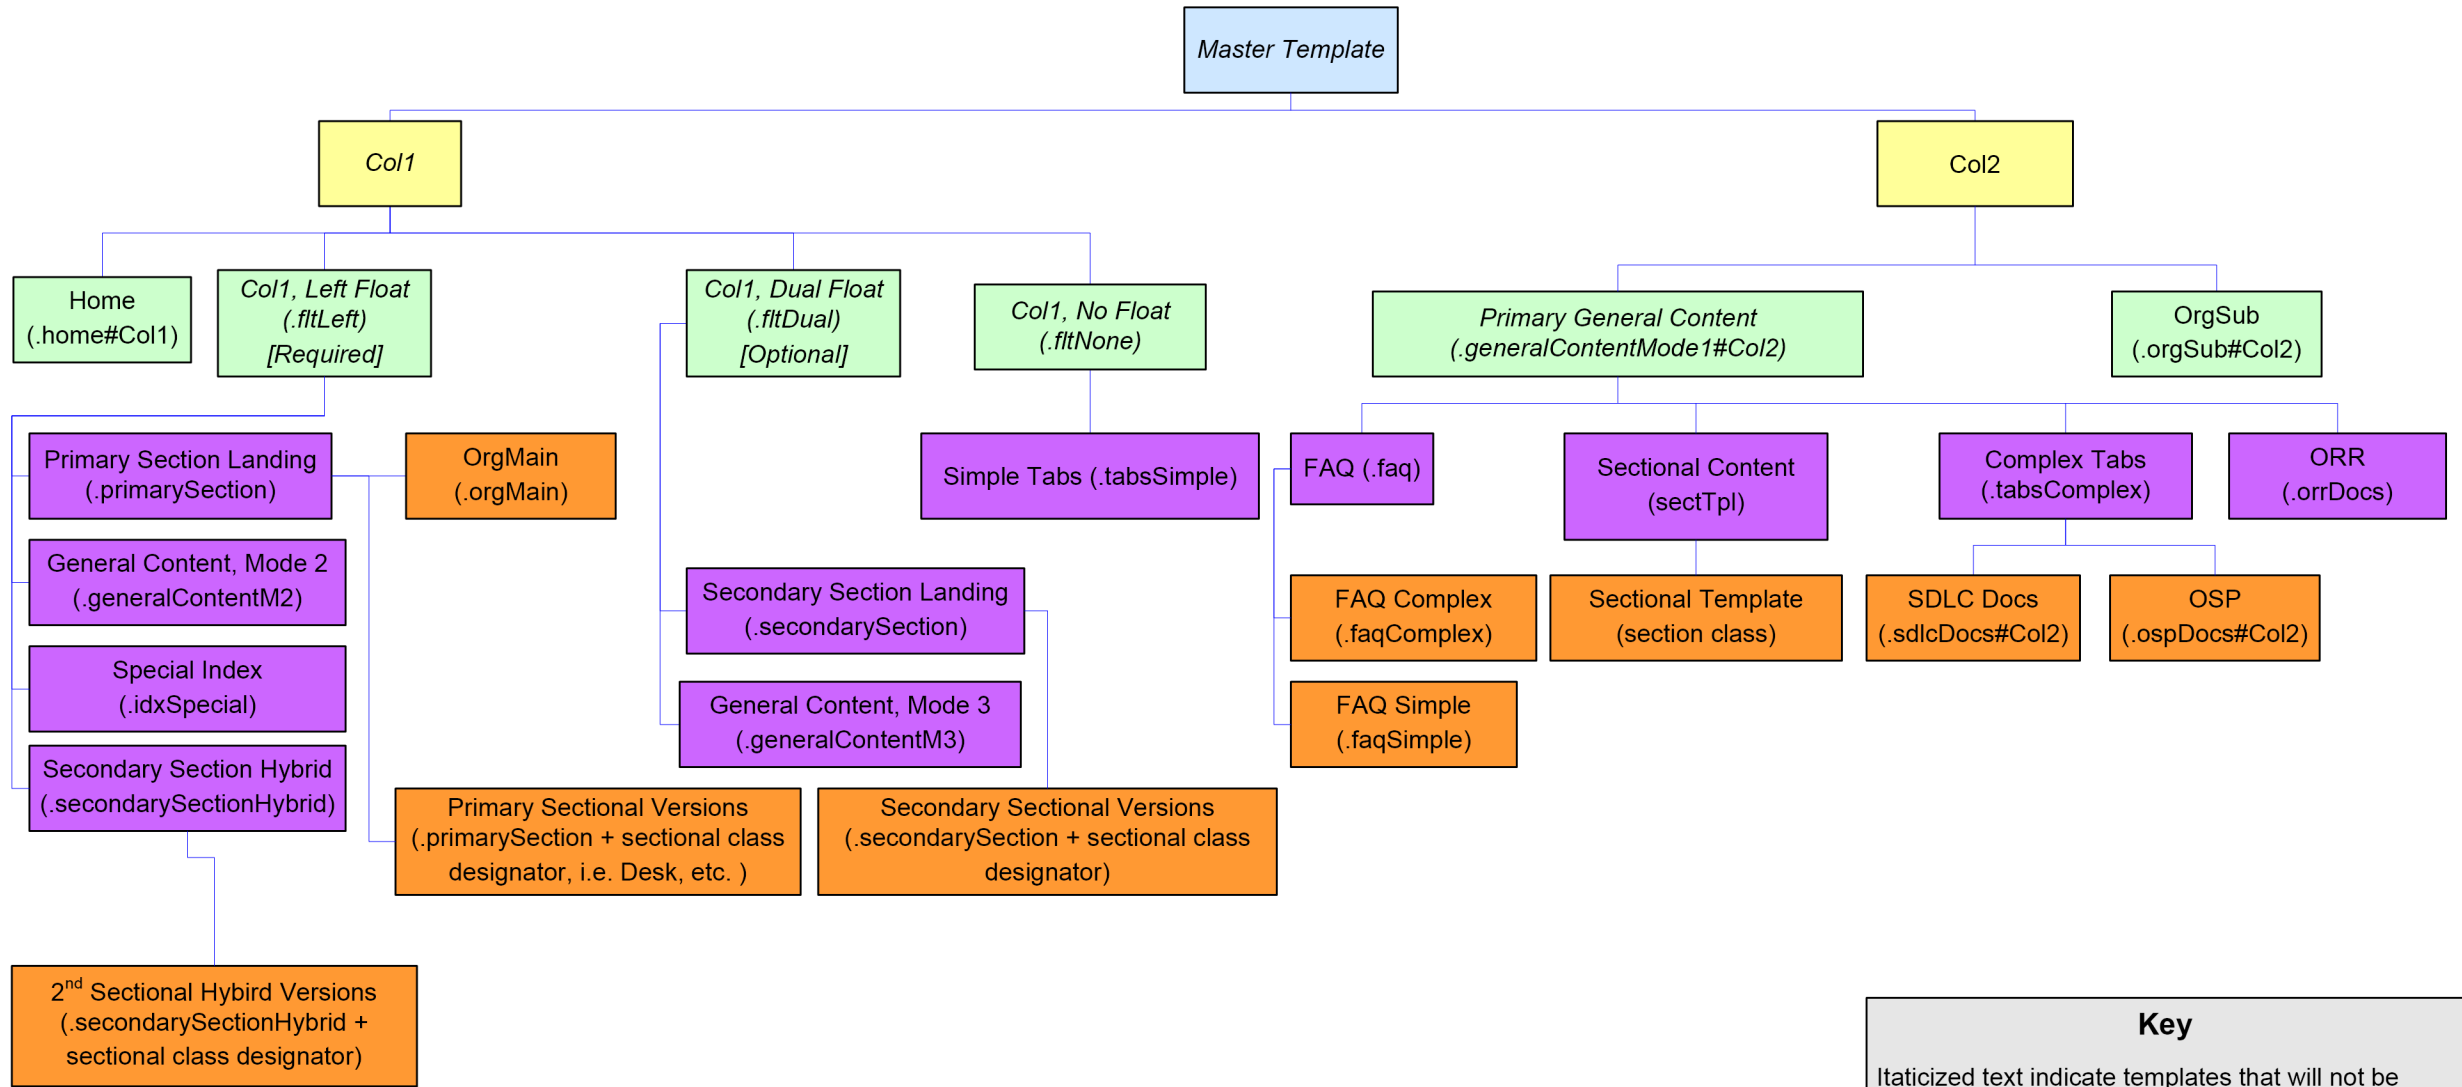 Master Template
Col1
Col2
Home
(.home#Col1)
Col1, Left Float
(.fltLeft)
[Required]
Col1, Dual Float
(.fltDual)
[Optional]
Col1, No Float
(.fltNone)
Primary General Content
(.generalContentMode1#Col2)
OrgSub
(.orgSub#Col2)
Primary Section Landing
(.primarySection)
OrgMain
(.orgMain)
Simple Tabs (.tabsSimple)
FAQ (.faq)
Sectional Content
(sectTpl)
Complex Tabs
(.tabsComplex)
ORR
(.orrDocs)
General Content, Mode 2
(.generalContentM2)
Secondary Section Landing
(.secondarySection)
FAQ Complex
(.faqComplex)
Sectional Template
(section class)
SDLC Docs
(.sdlcDocs#Col2)
OSP
(.ospDocs#Col2)
Special Index
(.idxSpecial)
General Content, Mode 3
(.generalContentM3)
FAQ Simple
(.faqSimple)
Secondary Section Hybrid
(.secondarySectionHybrid)
Primary Sectional Versions
(.primarySection + sectional class
designator, i.e. Desk, etc. )
Secondary Sectional Versions
(.secondarySection + sectional class
designator)
2nd Sectional Hybird Versions
(.secondarySectionHybrid +
sectional class designator)
Key
Itaticized text indicate templates that will not be